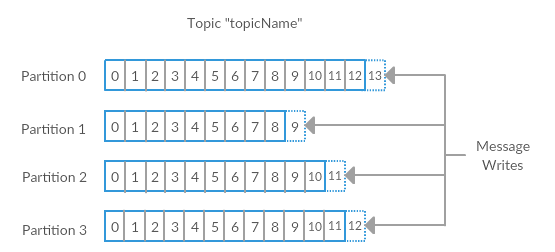 Topic "topicName"
Partition 0 0 1 2 3 4 5 6 7 8 9 10 11 12 13
Partition 1 0 1 2 3 4 5 6 7 8 9
Message
Writes
Partition 2 0 1 2 3 4 5 6 7 8 9 10 11
Partition 3 0 1 2 3 4 5 6 7 8 9 10 11 12